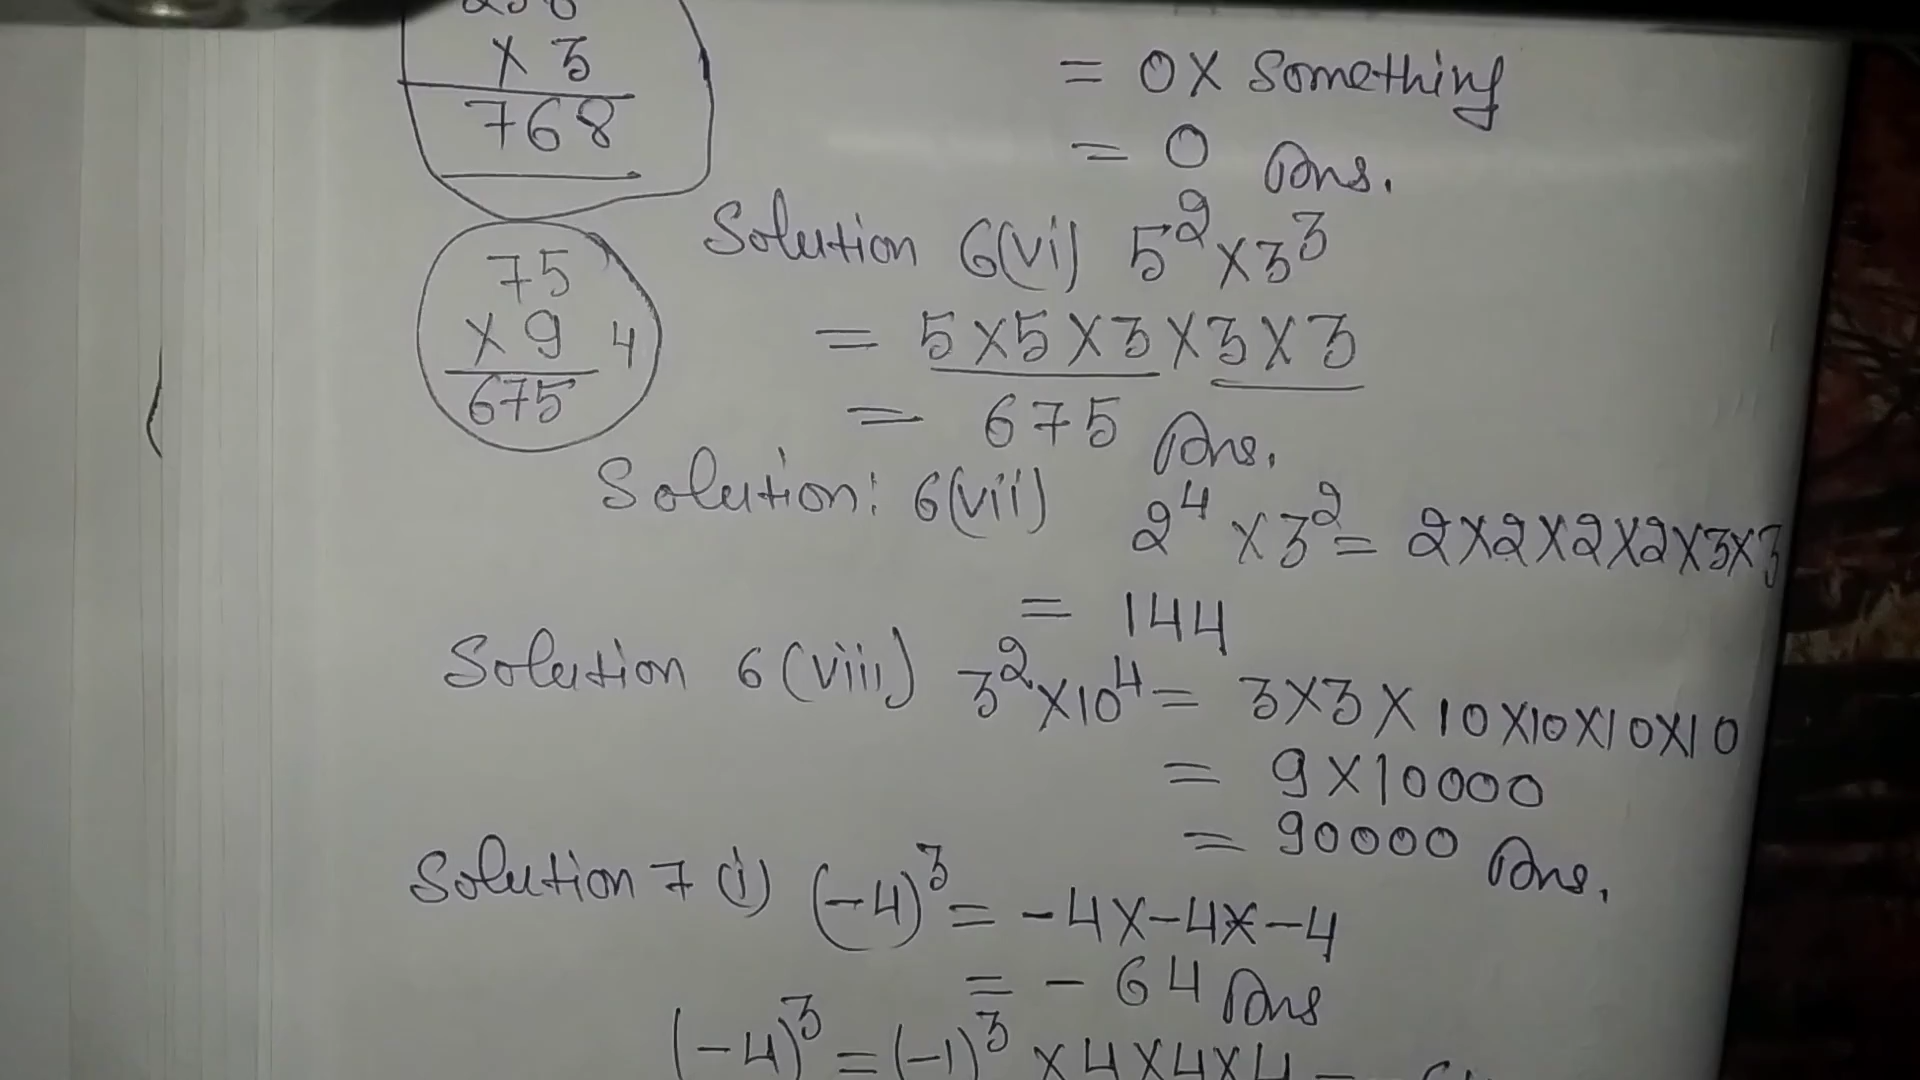 × 3
768
= 0× Something
= 0 Ans.
75
× 9 4
675
Solution 6(vi) 5²×3³
= 5×5×3×3×3
= 675 Ans.
Solution: 6(vii) 2⁴ ×3² = 2×2×2×2×3×3
= 144
Solution 6(viii) 3²×10⁴ = 3×3×10×10×10×10
= 9×10000
= 90000 Ans.
Solution 7(i) (-4)³ = -4×-4×-4
= -64 Ans
(-4)³ = (-1)³ ×4×4×4 =